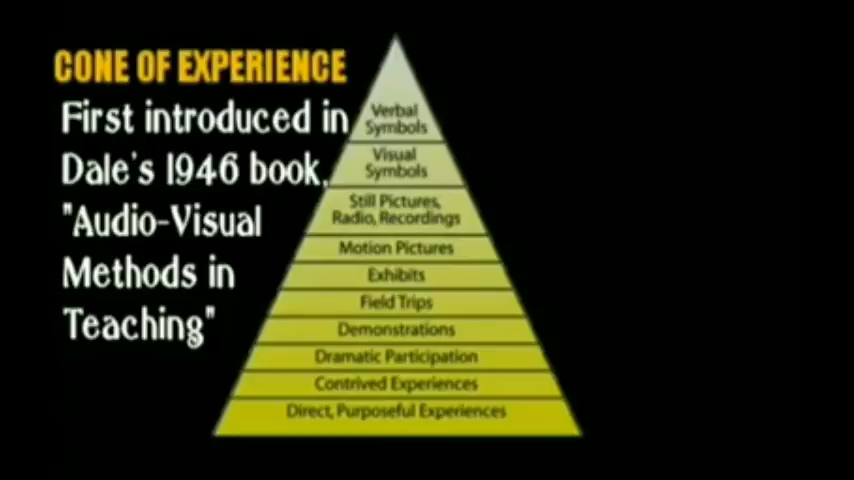 CONE OF EXPERIENCE
First introduced in
Dale's 1946 book,
"Audio-Visual
Methods in
Teaching"
Verbal
Symbols
Visual
Symbols
Still Pictures,
Radio, Recordings
Motion Pictures
Exhibits
Field Trips
Demonstrations
Dramatic Participation
Contrived Experiences
Direct, Purposeful Experiences